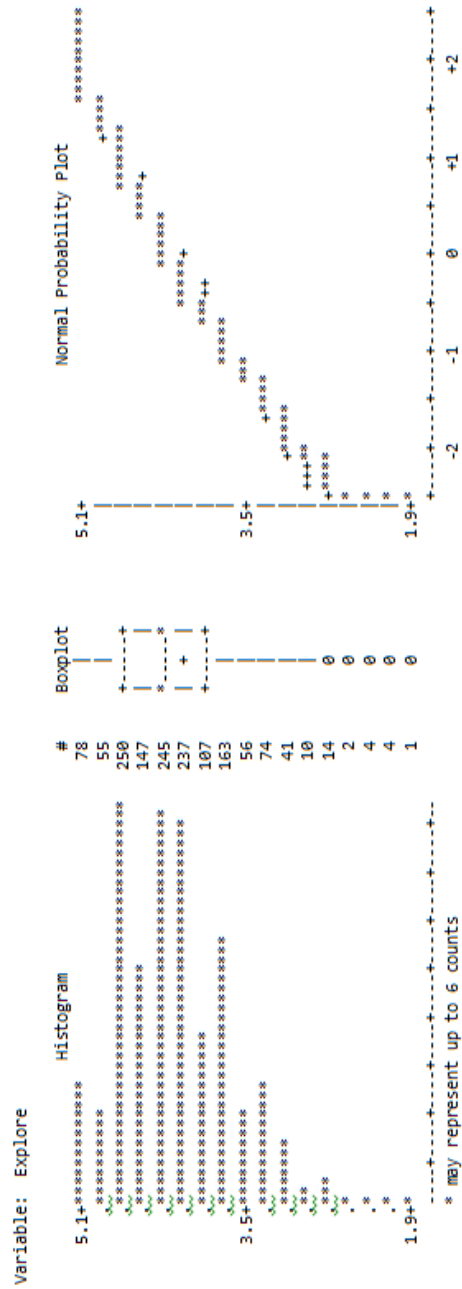 Variable:  Explore
Histogram                    #  Boxplot          Normal Probability Plot
5.1+*************                                 78     |       5.1+                                      **********
.**********                                    55     |          |                                   *****
.******************************************   250  +-----+       |                             +*******
.*************************                    147  |     |       |                          ****+
.*****************************************    245  *-----*       |                     ******
.****************************************     237  |  +  |       |                 *****+
.******************                           107  +-----+       |               ***++
.****************************                 163     |          |           *****
3.5+**********                                    56     |       3.5+         ***
.*************                                 74     |          |      +****
.*******                                       41     |          |   +*****
.**                                            10     |          | +++**
.***                                           14     0          |+****
.*                                              2     0          |*
.*                                              4     0          |*
.*                                              4     0          |*
1.9+*                                              1     0       1.9+*
----+----+----+----+----+----+----+----+--                    +----+----+----+----+----+----+----+----+----+----+
* may represent up to 6 counts                                    -2        -1         0        +1        +2